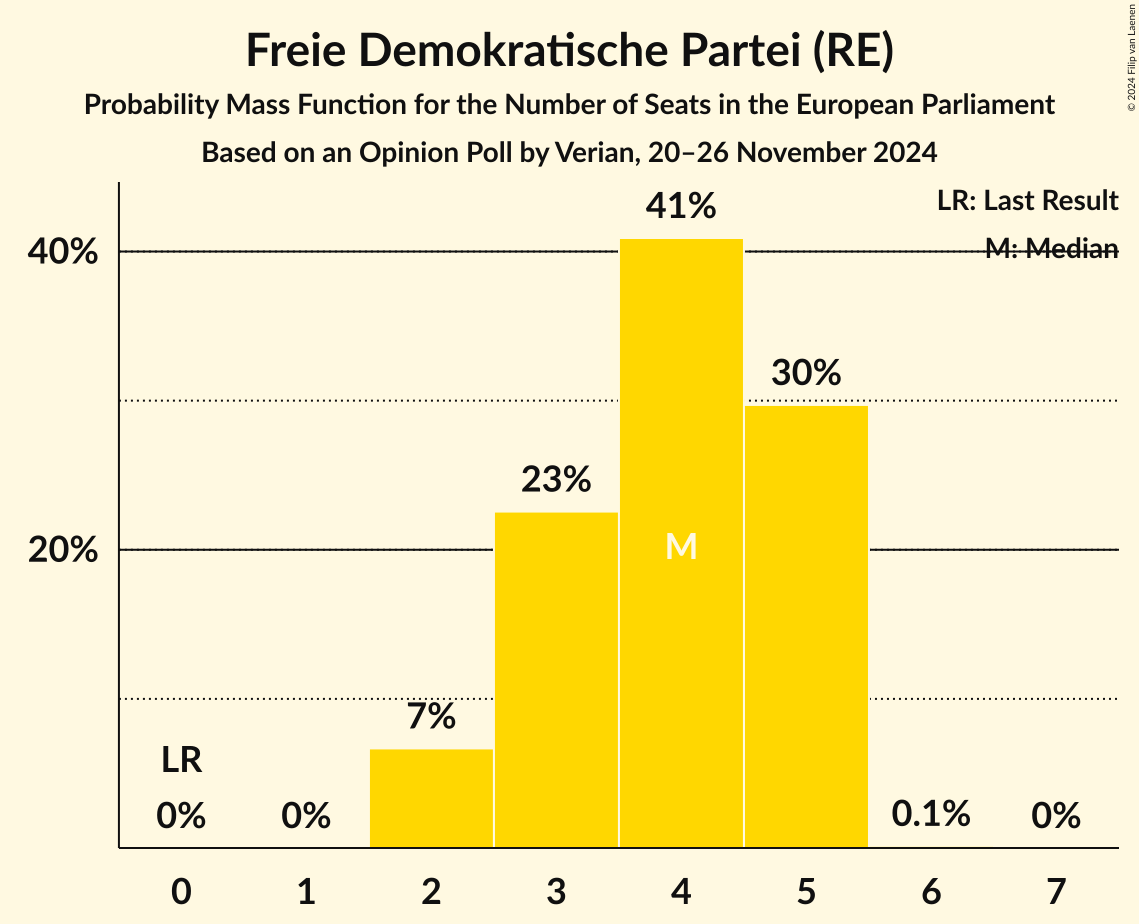 Freie Demokratische Partei (RE)
Probability Mass Function for the Number of Seats in the European Parliament
Based on an Opinion Poll by Verian, 20–26 November 2024
© 2024 Filip van Laenen
LR: Last Result
M: Median
40%
20%
41%
30%
23%
M
7%
LR
0%
0%
0.1%
0%
0
1
2
3
4
5
6
7